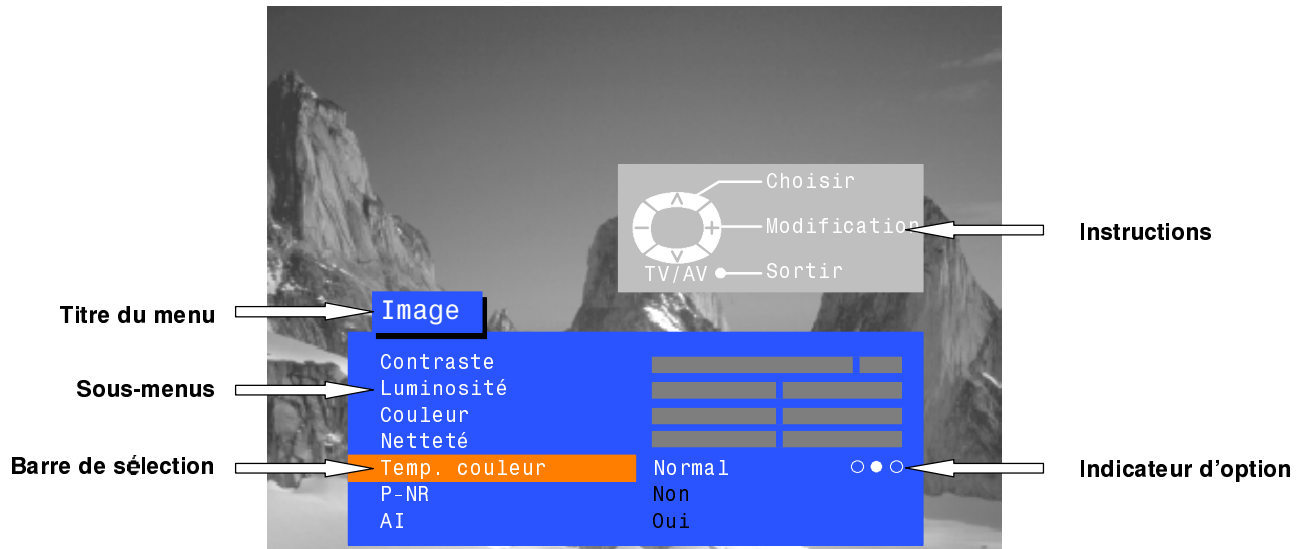 Choisir
Modification
Instructions
TV/AV
Sortir
Titre du menu
Image
Contraste
Sous-menus
Luminosité
Couleur
Netteté
Barre de sélection
Temp. couleur
Normal
Indicateur d'option
P-NR
Non
AI
Oui